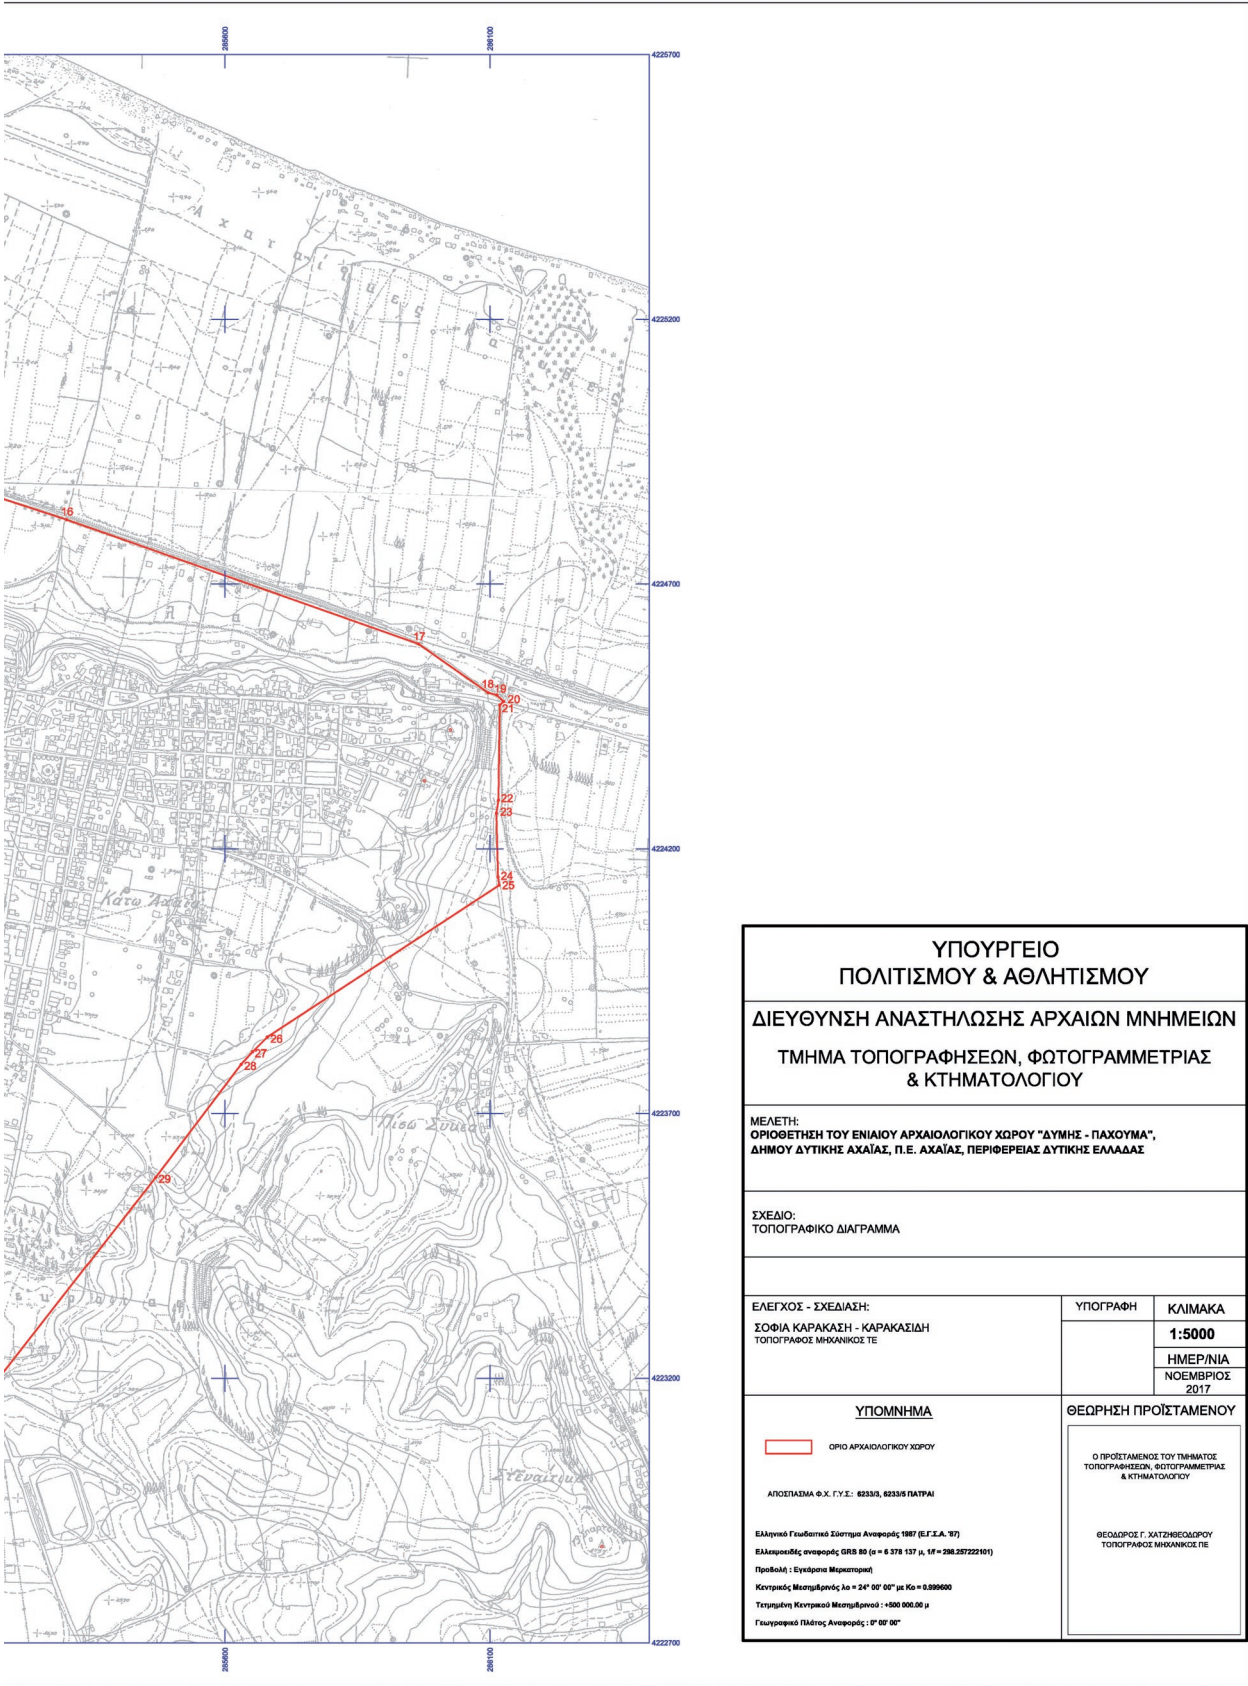 285600
286100
4225700
Αχαϊκές
4225200
16
4224700
17
18
19
20
21
22
23
4224200
24
25
Κάτω Αχαΐα
26
27
28
4223700
Πίσω Συκέα
29
4223200
4222700
285600
286100
ΥΠΟΥΡΓΕΙΟ
ΠΟΛΙΤΙΣΜΟΥ & ΑΘΛΗΤΙΣΜΟΥ
ΔΙΕΥΘΥΝΣΗ ΑΝΑΣΤΗΛΩΣΗΣ ΑΡΧΑΙΩΝ ΜΝΗΜΕΙΩΝ
ΤΜΗΜΑ ΤΟΠΟΓΡΑΦΗΣΕΩΝ, ΦΩΤΟΓΡΑΜΜΕΤΡΙΑΣ
& ΚΤΗΜΑΤΟΛΟΓΙΟΥ
ΜΕΛΕΤΗ:
ΟΡΙΟΘΕΤΗΣΗ ΤΟΥ ΕΝΙΑΙΟΥ ΑΡΧΑΙΟΛΟΓΙΚΟΥ ΧΩΡΟΥ "ΔΥΜΗΣ - ΠΑΧΟΥΜΑ",
ΔΗΜΟΥ ΔΥΤΙΚΗΣ ΑΧΑΪΑΣ, Π.Ε. ΑΧΑΪΑΣ, ΠΕΡΙΦΕΡΕΙΑΣ ΔΥΤΙΚΗΣ ΕΛΛΑΔΑΣ
ΣΧΕΔΙΟ:
ΤΟΠΟΓΡΑΦΙΚΟ ΔΙΑΓΡΑΜΜΑ
ΕΛΕΓΧΟΣ - ΣΧΕΔΙΑΣΗ:
ΣΟΦΙΑ ΚΑΡΑΚΑΣΗ - ΚΑΡΑΚΑΣΙΔΗ
ΤΟΠΟΓΡΑΦΟΣ ΜΗΧΑΝΙΚΟΣ ΤΕ
ΥΠΟΓΡΑΦΗ
ΚΛΙΜΑΚΑ
1:5000
ΗΜΕΡ/ΝΙΑ
ΝΟΕΜΒΡΙΟΣ
2017
ΥΠΟΜΝΗΜΑ
ΟΡΙΟ ΑΡΧΑΙΟΛΟΓΙΚΟΥ ΧΩΡΟΥ
ΑΠΟΣΠΑΣΜΑ Φ.Χ. Γ.Υ.Σ.: 6233/3, 6233/5 ΠΑΤΡΑΙ
Ελληνικό Γεωδαιτικό Σύστημα Αναφοράς 1987 (Ε.Γ.Σ.Α. '87)
Ελλειψοειδές αναφοράς GRS 80 (α = 6 378 137 μ, 1/f = 298.257222101)
Προβολή : Εγκάρσια Μερκατορική
Κεντρικός Μεσημβρινός λο = 24° 00' 00" με Κο = 0.999600
Τετμημένη Κεντρικού Μεσημβρινού : +500 000.00 μ
Γεωγραφικό Πλάτος Αναφοράς : 0° 00' 00"
ΘΕΩΡΗΣΗ ΠΡΟΪΣΤΑΜΕΝΟΥ
Ο ΠΡΟΪΣΤΑΜΕΝΟΣ ΤΟΥ ΤΜΗΜΑΤΟΣ
ΤΟΠΟΓΡΑΦΗΣΕΩΝ, ΦΩΤΟΓΡΑΜΜΕΤΡΙΑΣ
& ΚΤΗΜΑΤΟΛΟΓΙΟΥ
ΘΕΟΔΩΡΟΣ Γ. ΧΑΤΖΗΘΕΟΔΩΡΟΥ
ΤΟΠΟΓΡΑΦΟΣ ΜΗΧΑΝΙΚΟΣ ΠΕ